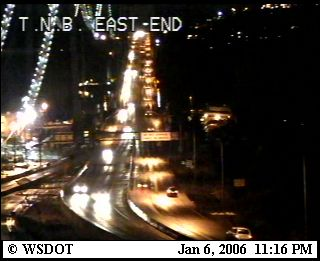 T.N.B. EAST-END
© WSDOT Jan 6, 2006 11:16 PM